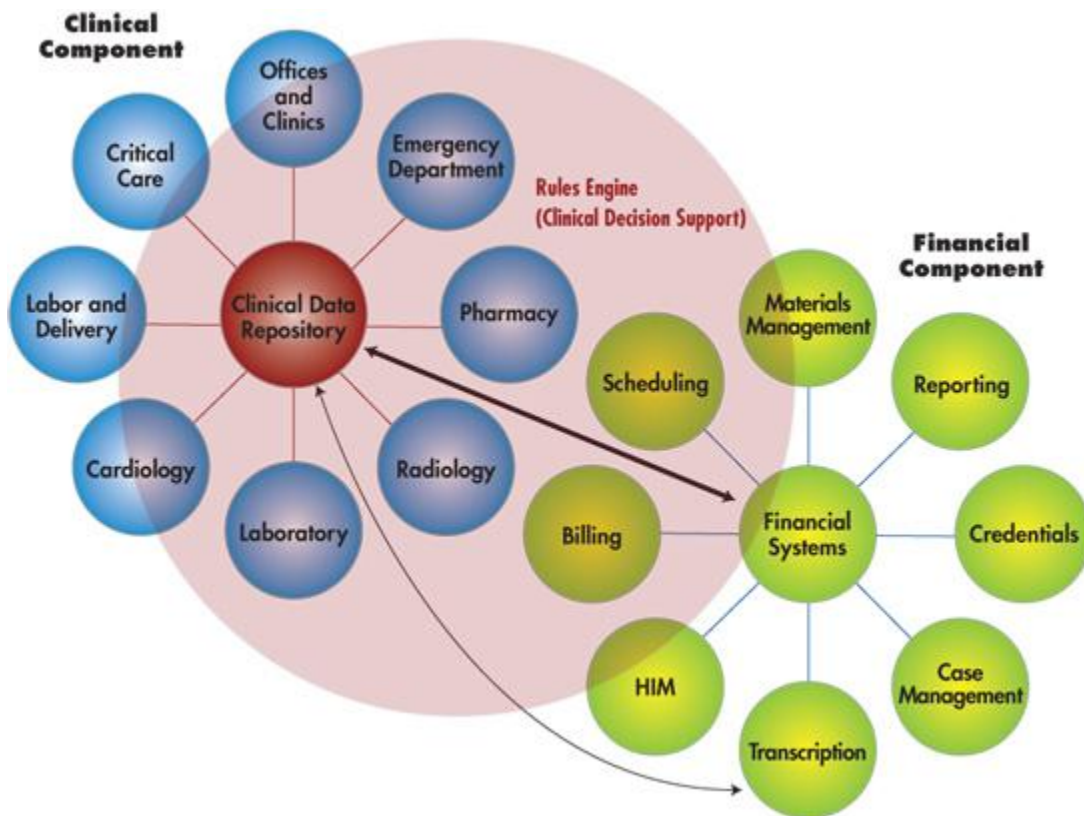 Clinical
Component
Offices
and
Clinics
Emergency
Department
Critical
Care
Rules Engine
(Clinical Decision Support)
Financial
Component
Labor and
Delivery
Clinical Data
Repository
Pharmacy
Materials
Management
Scheduling
Reporting
Cardiology
Radiology
Laboratory
Billing
Financial
Systems
Credentials
HIM
Case
Management
Transcription